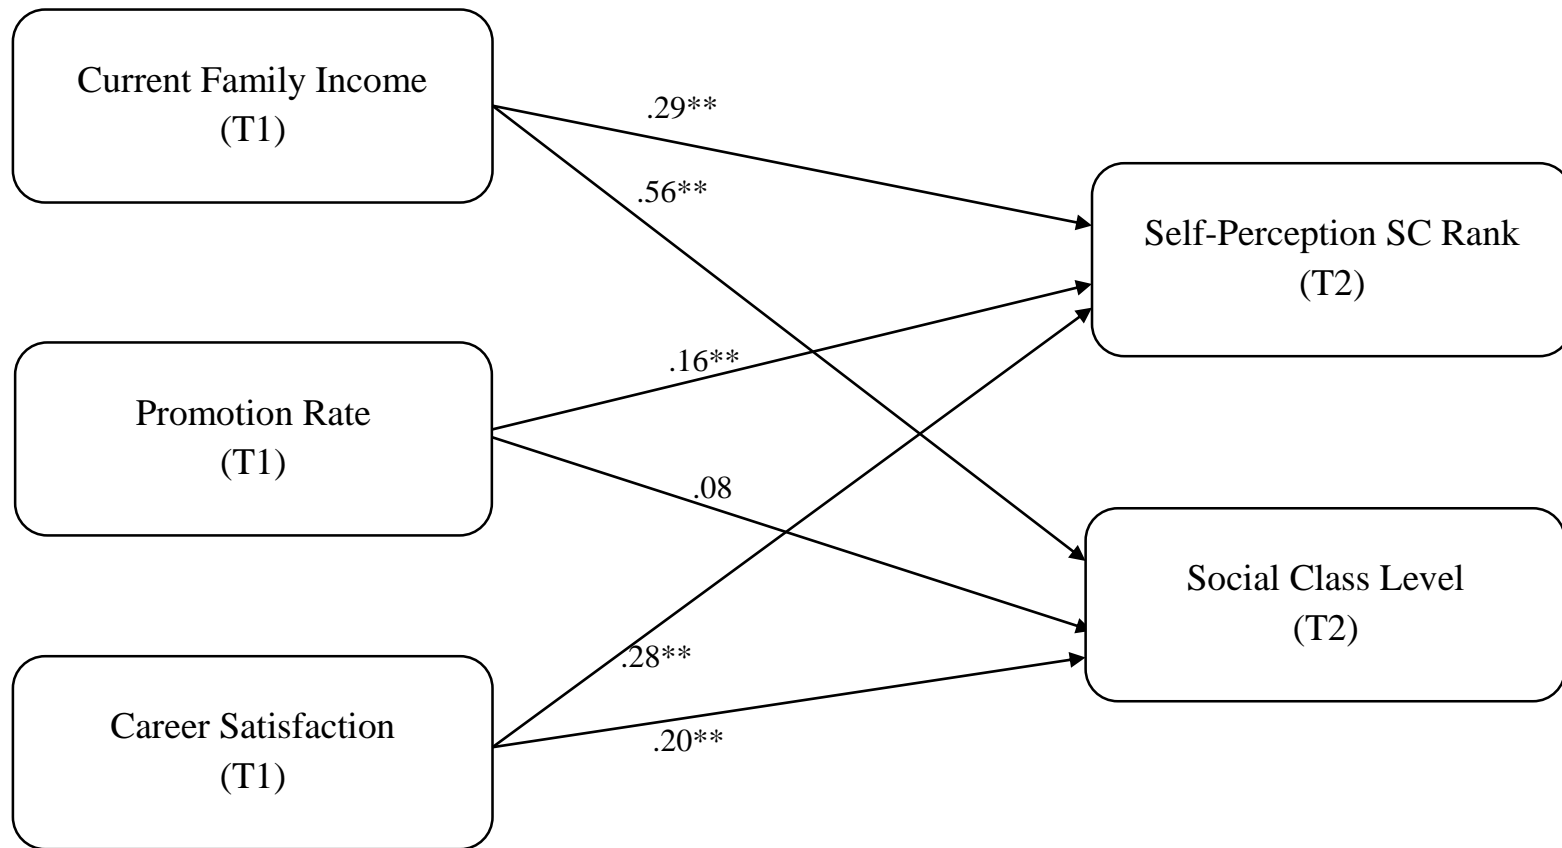 Current Family Income
(T1)
.29**
.56**
Self-Perception SC Rank
(T2)
Promotion Rate
(T1)
.16**
.08
Social Class Level
(T2)
Career Satisfaction
(T1)
.28**
.20**